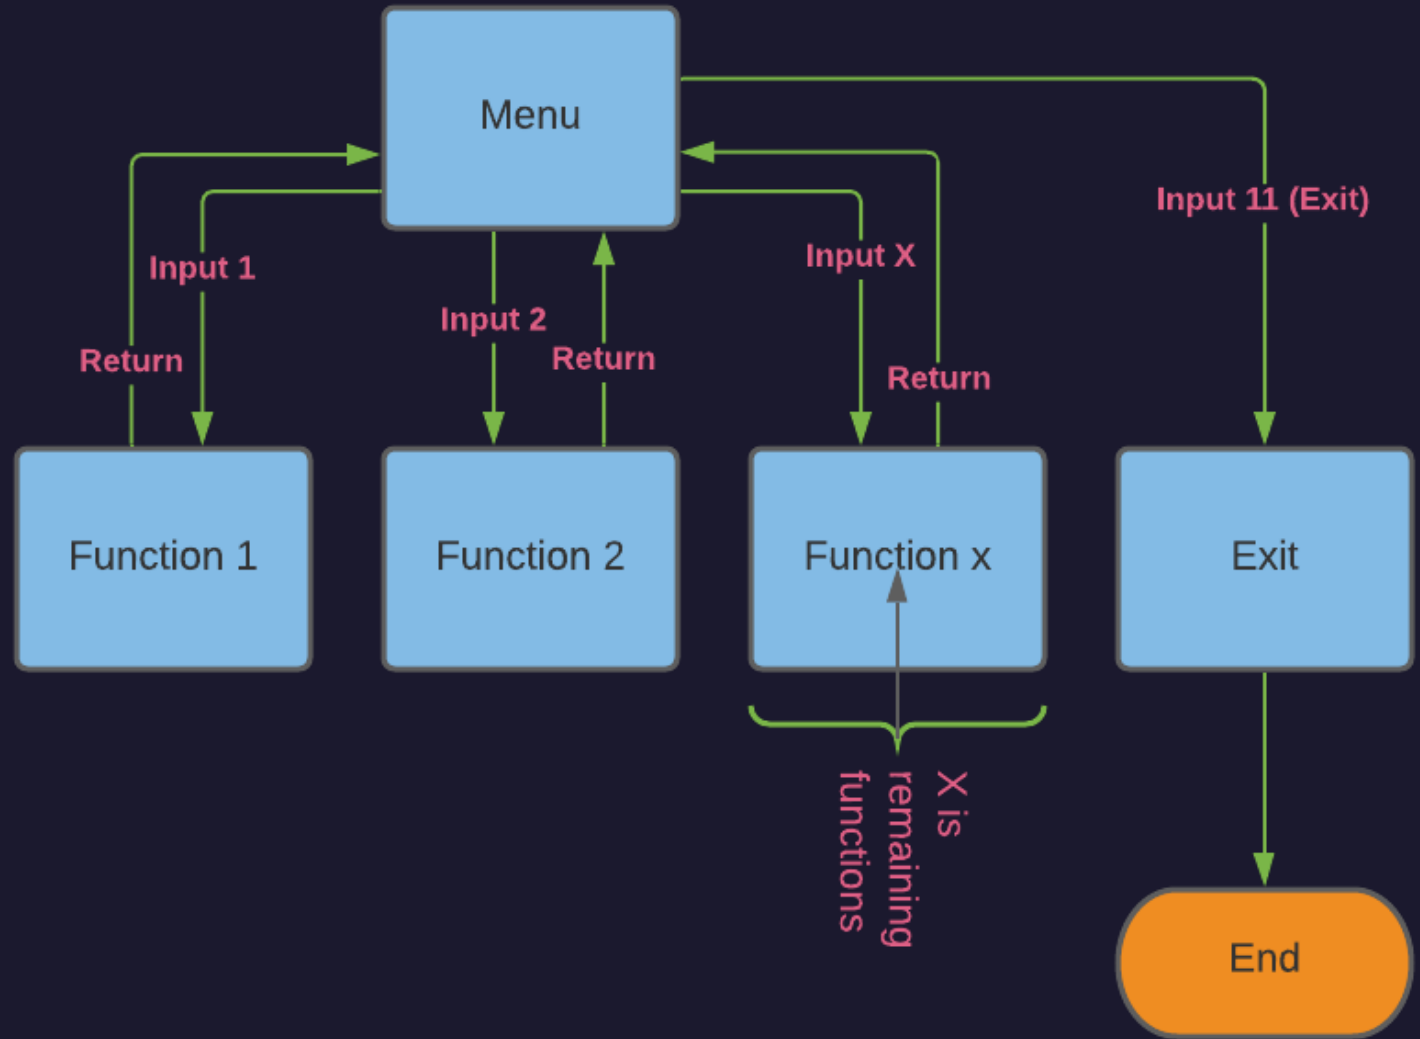 Menu
Input 11 (Exit)
Input 1
Input X
Input 2
Return
Return
Return
Function 1
Function 2
Function x
Exit
X is
remaining
functions
End